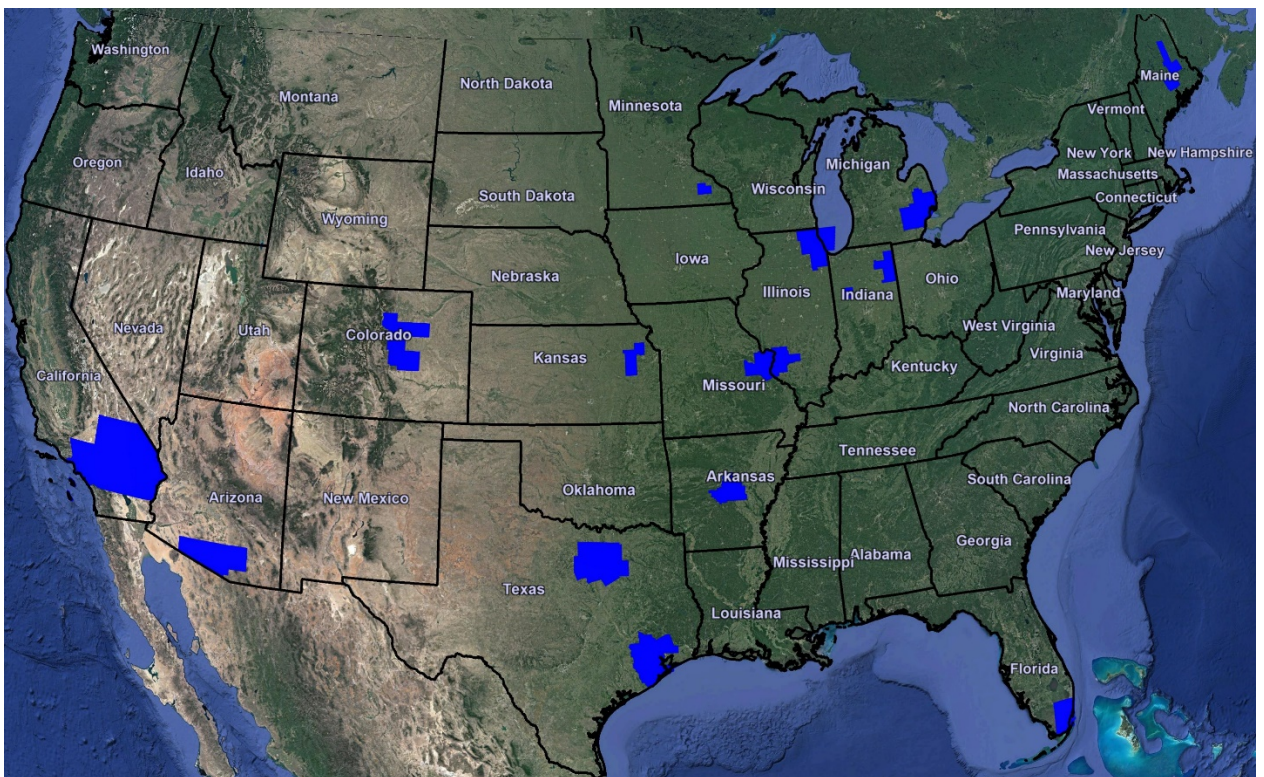 Washington
Montana
North Dakota
Minnesota
Maine
Vermont
Oregon
Idaho
Wyoming
South Dakota
Wisconsin
Michigan
New York
New Hampshire
Massachusetts
Connecticut
Pennsylvania
New Jersey
Nebraska
Iowa
Illinois
Indiana
Ohio
Maryland
Nevada
Utah
Colorado
Kansas
Missouri
Kentucky
West Virginia
Virginia
California
North Carolina
Tennessee
Arizona
New Mexico
Oklahoma
Arkansas
South Carolina
Texas
Mississippi
Alabama
Georgia
Louisiana
Florida